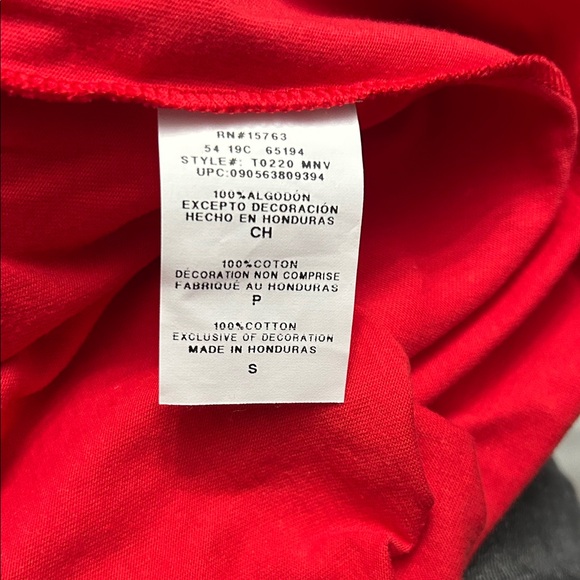 RN#15763
54 19C 65194
STYLE#: T0220 MNV
UPC:090563809394
100%ALGODÓN
EXCEPTO DECORACIÓN
HECHO EN HONDURAS
CH
100%COTON
DÉCORATION NON COMPRISE
FABRIQUÉ AU HONDURAS
P
100%COTTON
EXCLUSIVE OF DECORATION
MADE IN HONDURAS
S